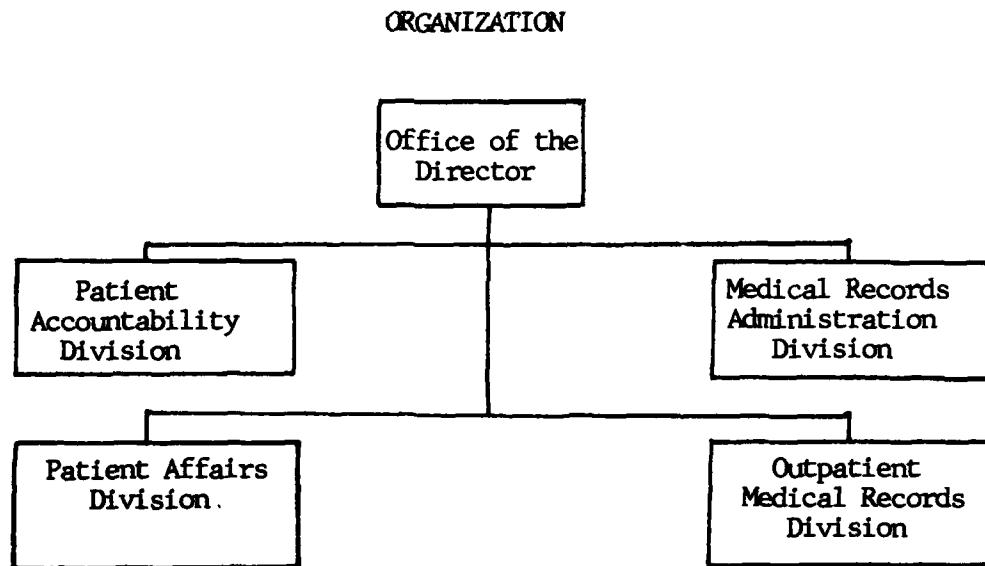 ORGANIZATION
Office of the
Director
Patient
Accountability
Division
Medical Records
Administration
Division
Patient Affairs
Division.
Outpatient
Medical Records
Division